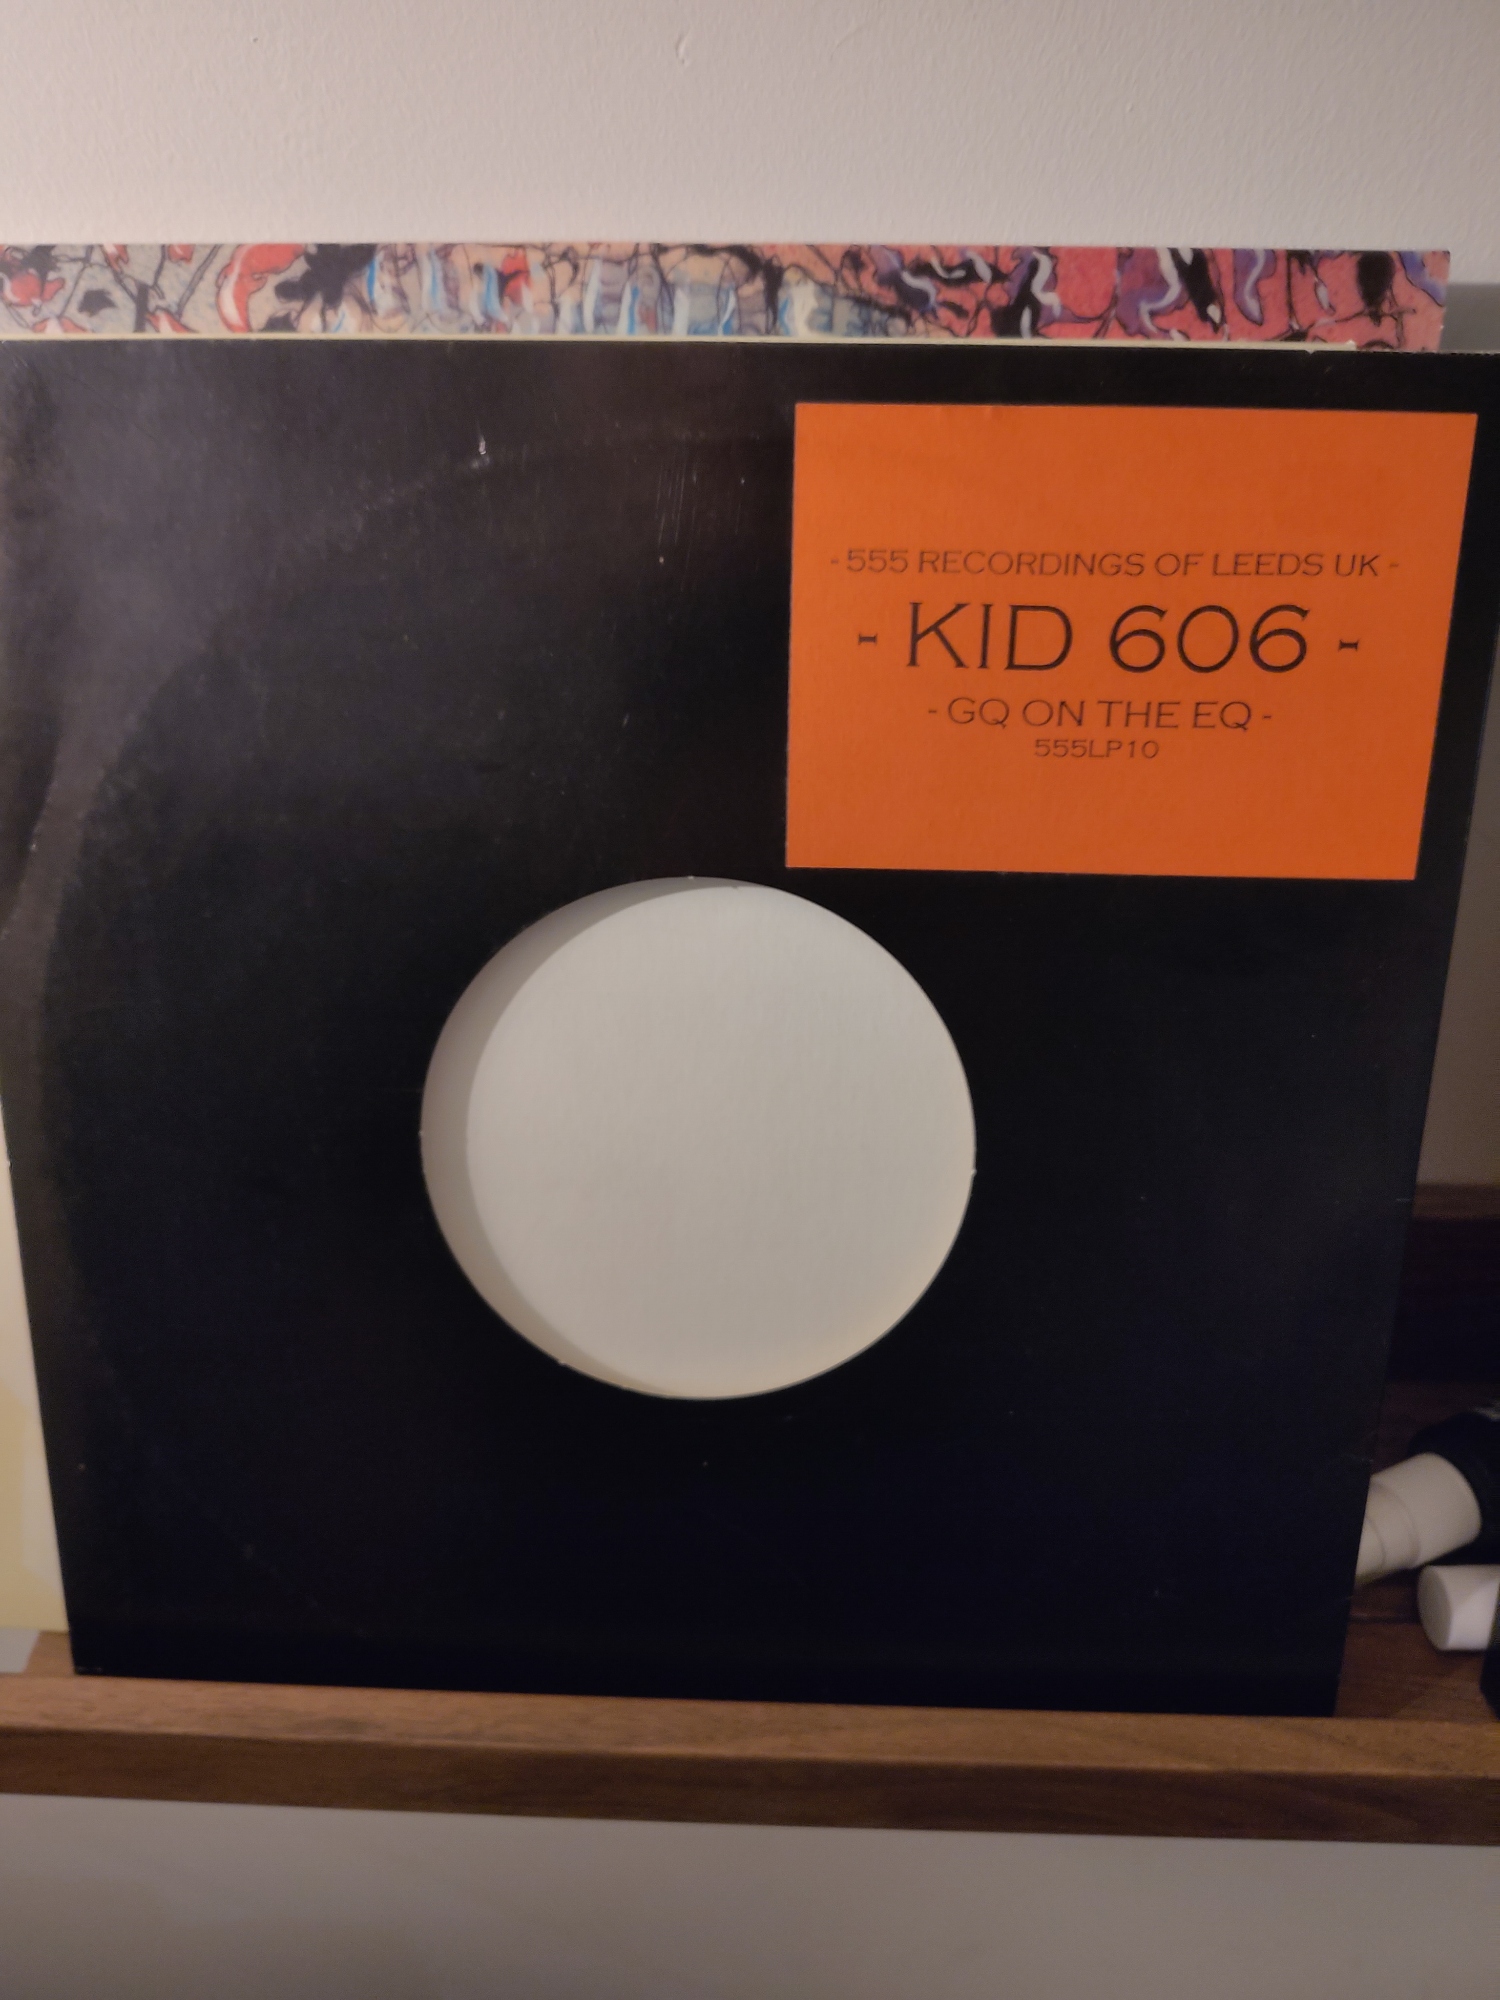 - 555 RECORDINGS OF LEEDS UK -
- KID 606 -
- GQ ON THE EQ -
555LP10